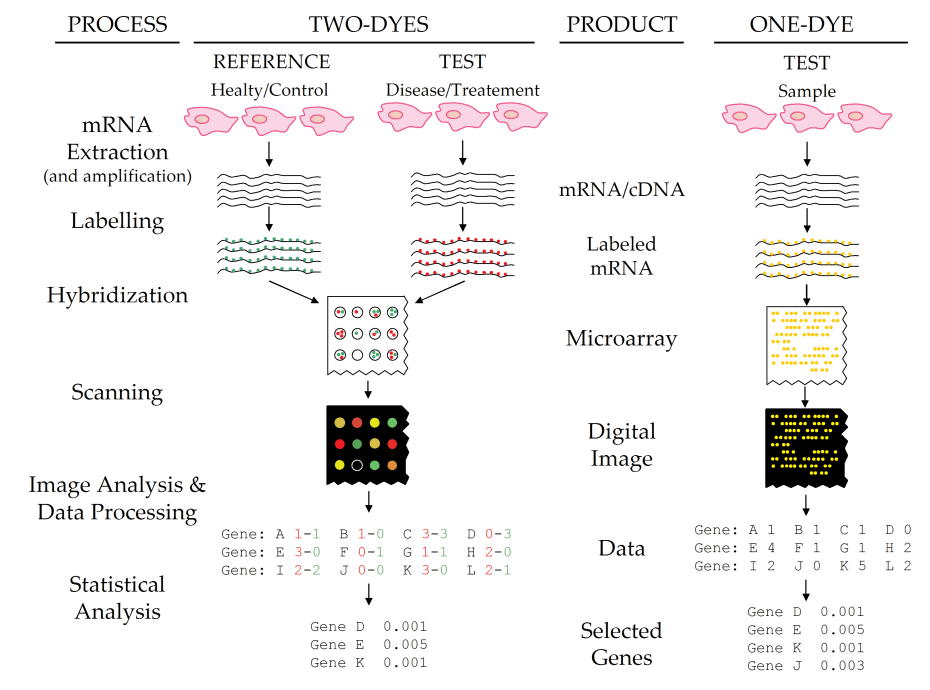 PROCESS TWO-DYES PRODUCT ONE-DYE
REFERENCE TEST TEST
Healty/Control Disease/Treatement Sample
mRNA
Extraction
(and amplification)
mRNA/cDNA
Labelling
Labeled
mRNA
Hybridization
Microarray
Scanning
Digital
Image
Image Analysis &
Data Processing
Gene: A 1-1 B 1-0 C 3-3 D 0-3
Gene: E 3-0 F 0-1 G 1-1 H 2-0
Gene: I 2-2 J 0-0 K 3-0 L 2-1
Data
Gene: A 1 B 1 C 1 D 0
Gene: E 4 F 1 G 1 H 2
Gene: I 2 J 0 K 5 L 2
Statistical
Analysis
Gene D 0.001
Gene E 0.005
Gene K 0.001
Selected
Genes
Gene D 0.001
Gene E 0.005
Gene K 0.001
Gene J 0.003